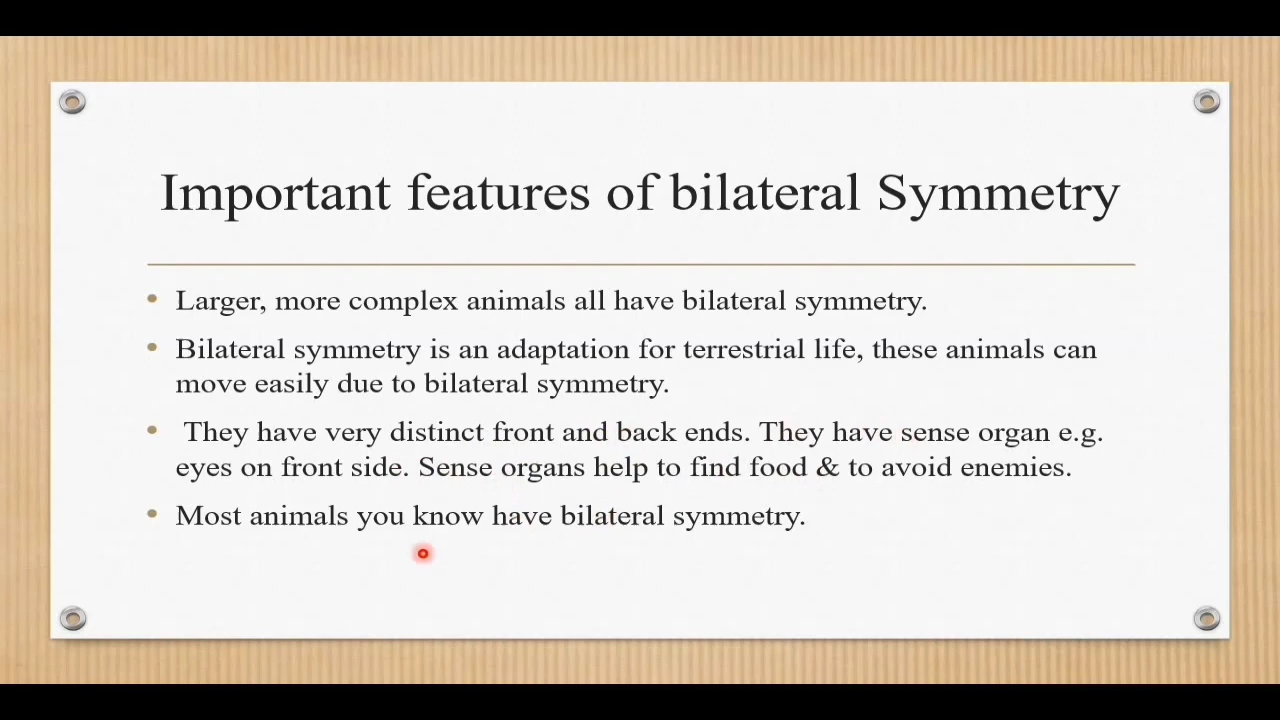 Important features of bilateral Symmetry
• Larger, more complex animals all have bilateral symmetry.
• Bilateral symmetry is an adaptation for terrestrial life, these animals can
move easily due to bilateral symmetry.
• They have very distinct front and back ends. They have sense organ e.g.
eyes on front side. Sense organs help to find food & to avoid enemies.
• Most animals you know have bilateral symmetry.